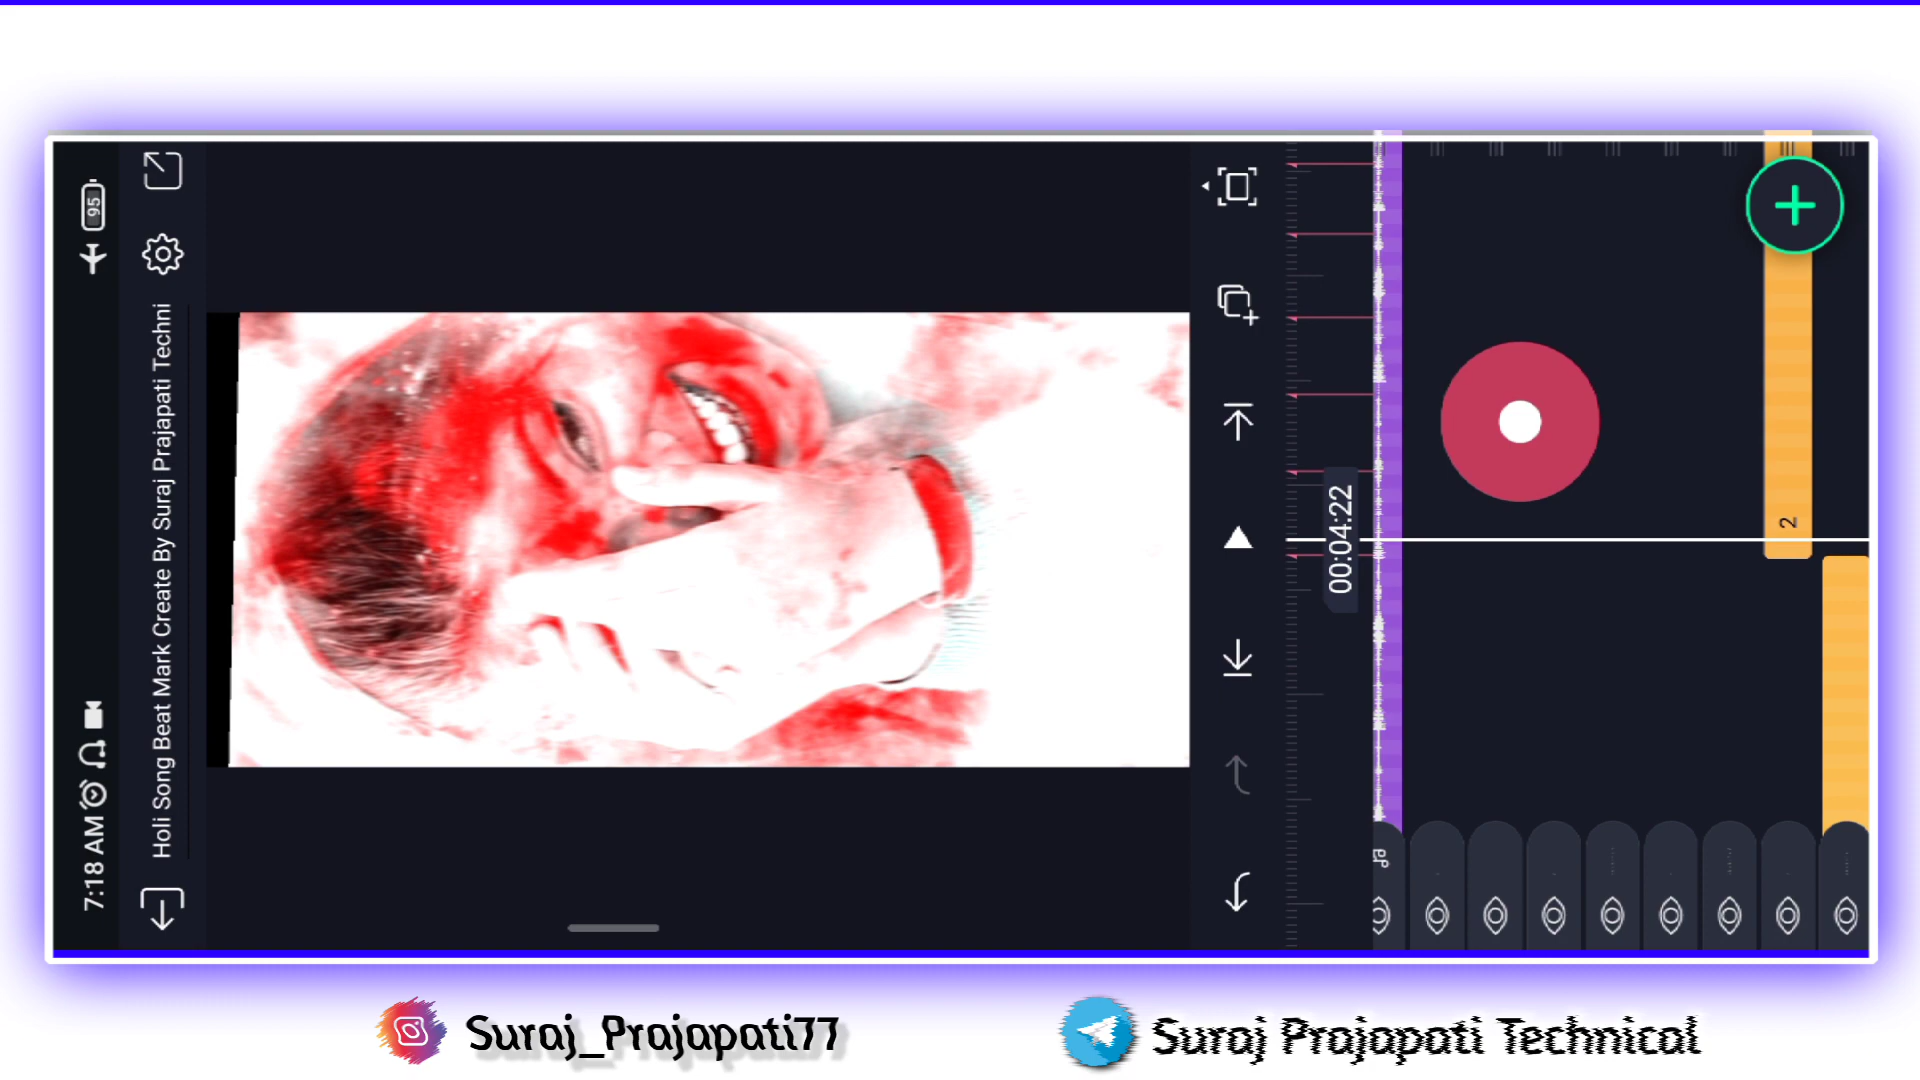 95
7:18 AM
Holi Song Beat Mark Create By Suraj Prajapati Techni
00:04:22
2
Suraj_Prajapati77
Suraj Prajapati Technical